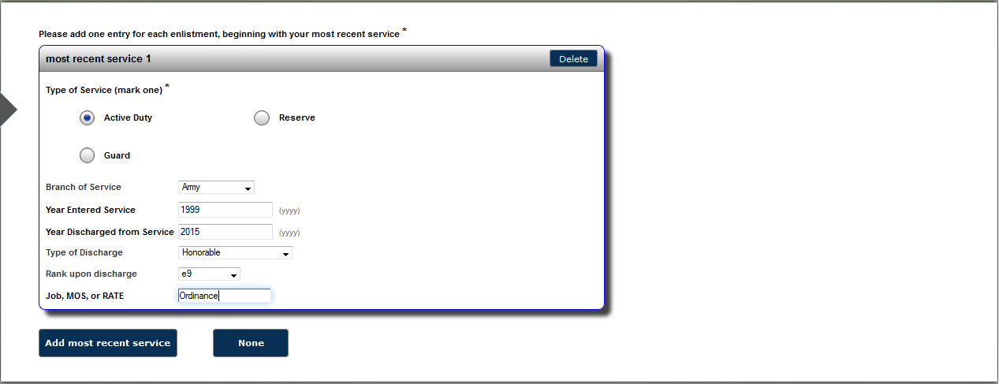 Please add one entry for each enlistment, beginning with your most recent service *
most recent service 1 Delete
Type of Service (mark one) *
Active Duty Reserve
Guard
Branch of Service Army
Year Entered Service 1999 (yyyy)
Year Discharged from Service 2015 (yyyy)
Type of Discharge Honorable
Rank upon discharge e9
Job, MOS, or RATE Ordinance
Add most recent service None